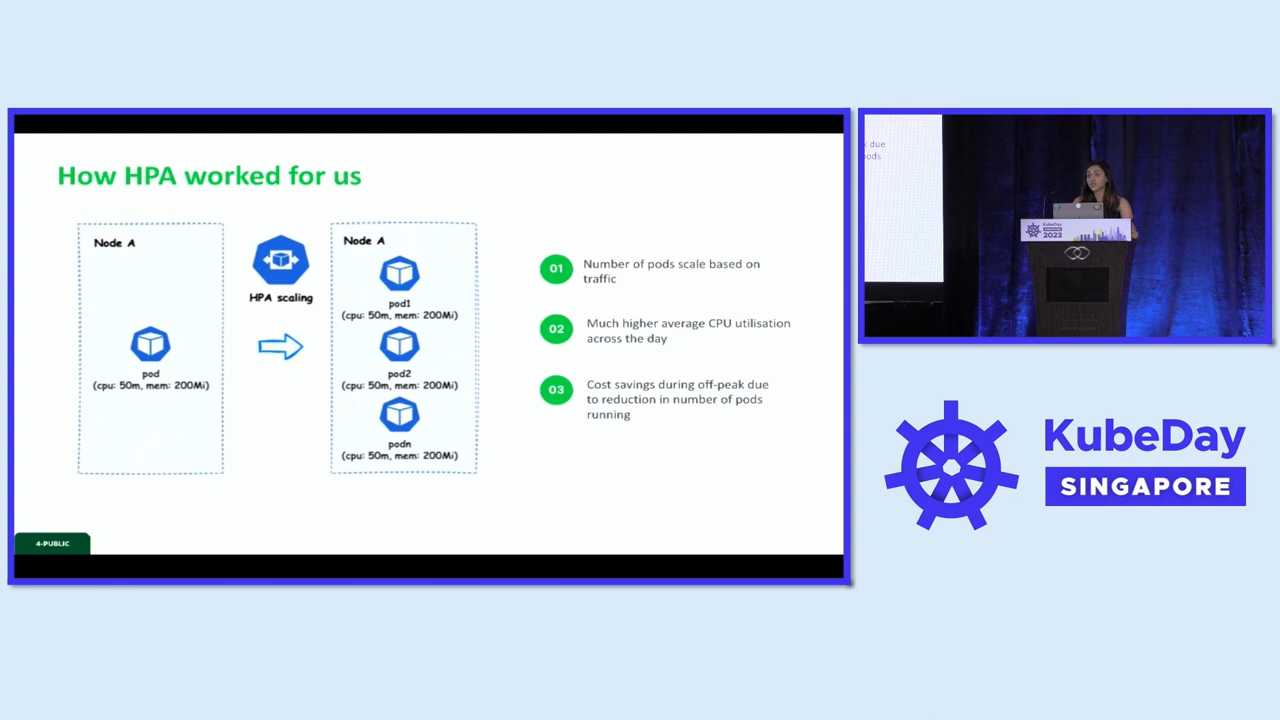 How HPA worked for us
Node A
pod
(cpu: 50m, mem: 200Mi)
HPA scaling
Node A
pod1
(cpu: 50m, mem: 200Mi)
pod2
(cpu: 50m, mem: 200Mi)
podn
(cpu: 50m, mem: 200Mi)
01
Number of pods scale based on
traffic
02
Much higher average CPU utilisation
across the day
03
Cost savings during off-peak due
to reduction in number of pods
running
4-PUBLIC
due
KubeDay
2023
KubeDay
SINGAPORE